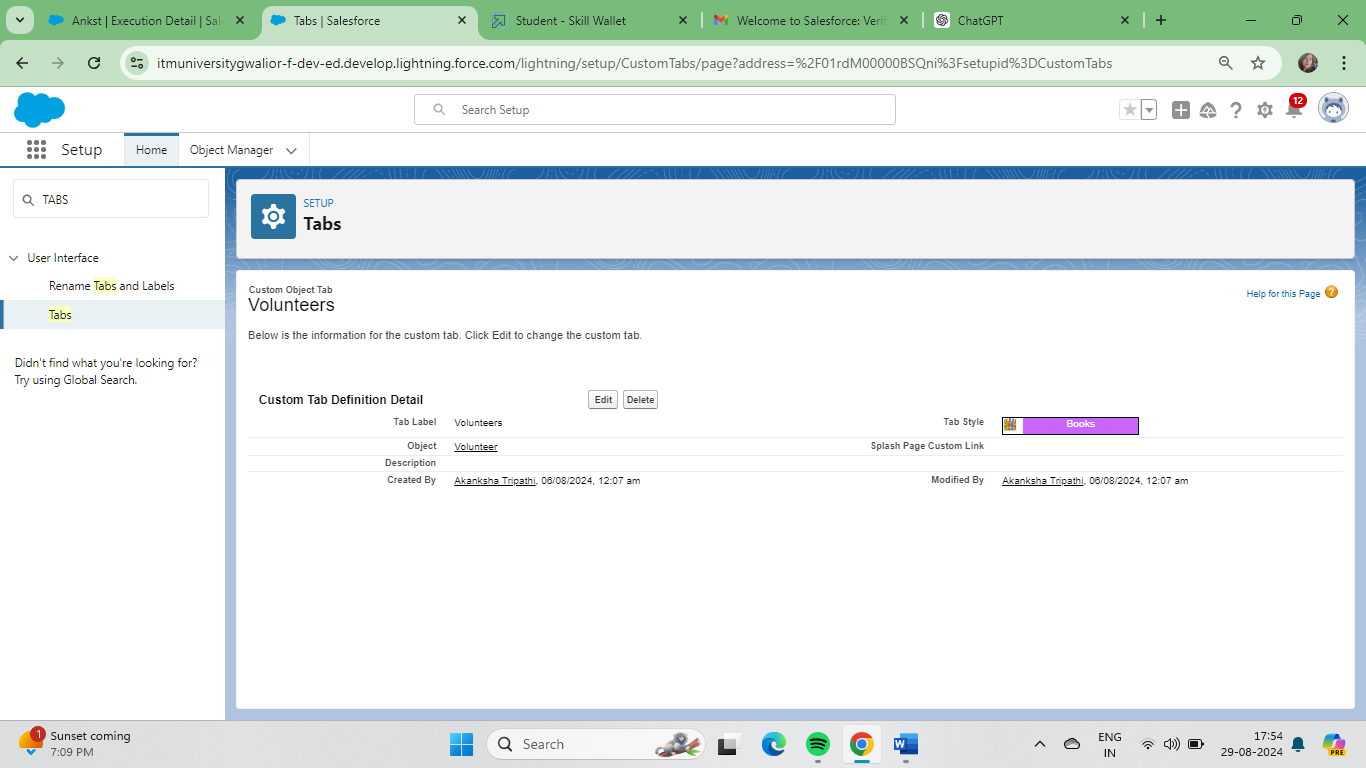 Ankst | Execution Detail | Sal
Tabs | Salesforce
Student - Skill Wallet
Welcome to Salesforce: Verif
ChatGPT
itmuniversitygwalior-f-dev-ed.develop.lightning.force.com/lightning/setup/CustomTabs/page?address=%2F01rdM00000BSQni%3Fsetupid%3DCustomTabs
Search Setup
12
Setup
Home
Object Manager
TABS
User Interface
Rename Tabs and Labels
Tabs
Didn't find what you're looking for?
Try using Global Search.
SETUP
Tabs
Custom Object Tab
Volunteers
Help for this Page ?
Below is the information for the custom tab. Click Edit to change the custom tab.
Custom Tab Definition Detail Edit Delete
Tab Label Volunteers Tab Style Books
Object Volunteer Splash Page Custom Link
Description
Created By Akanksha Tripathi, 06/08/2024, 12:07 am Modified By Akanksha Tripathi, 06/08/2024, 12:07 am
1
Sunset coming
7:09 PM
Search
ENG
IN
17:54
29-08-2024
PRE